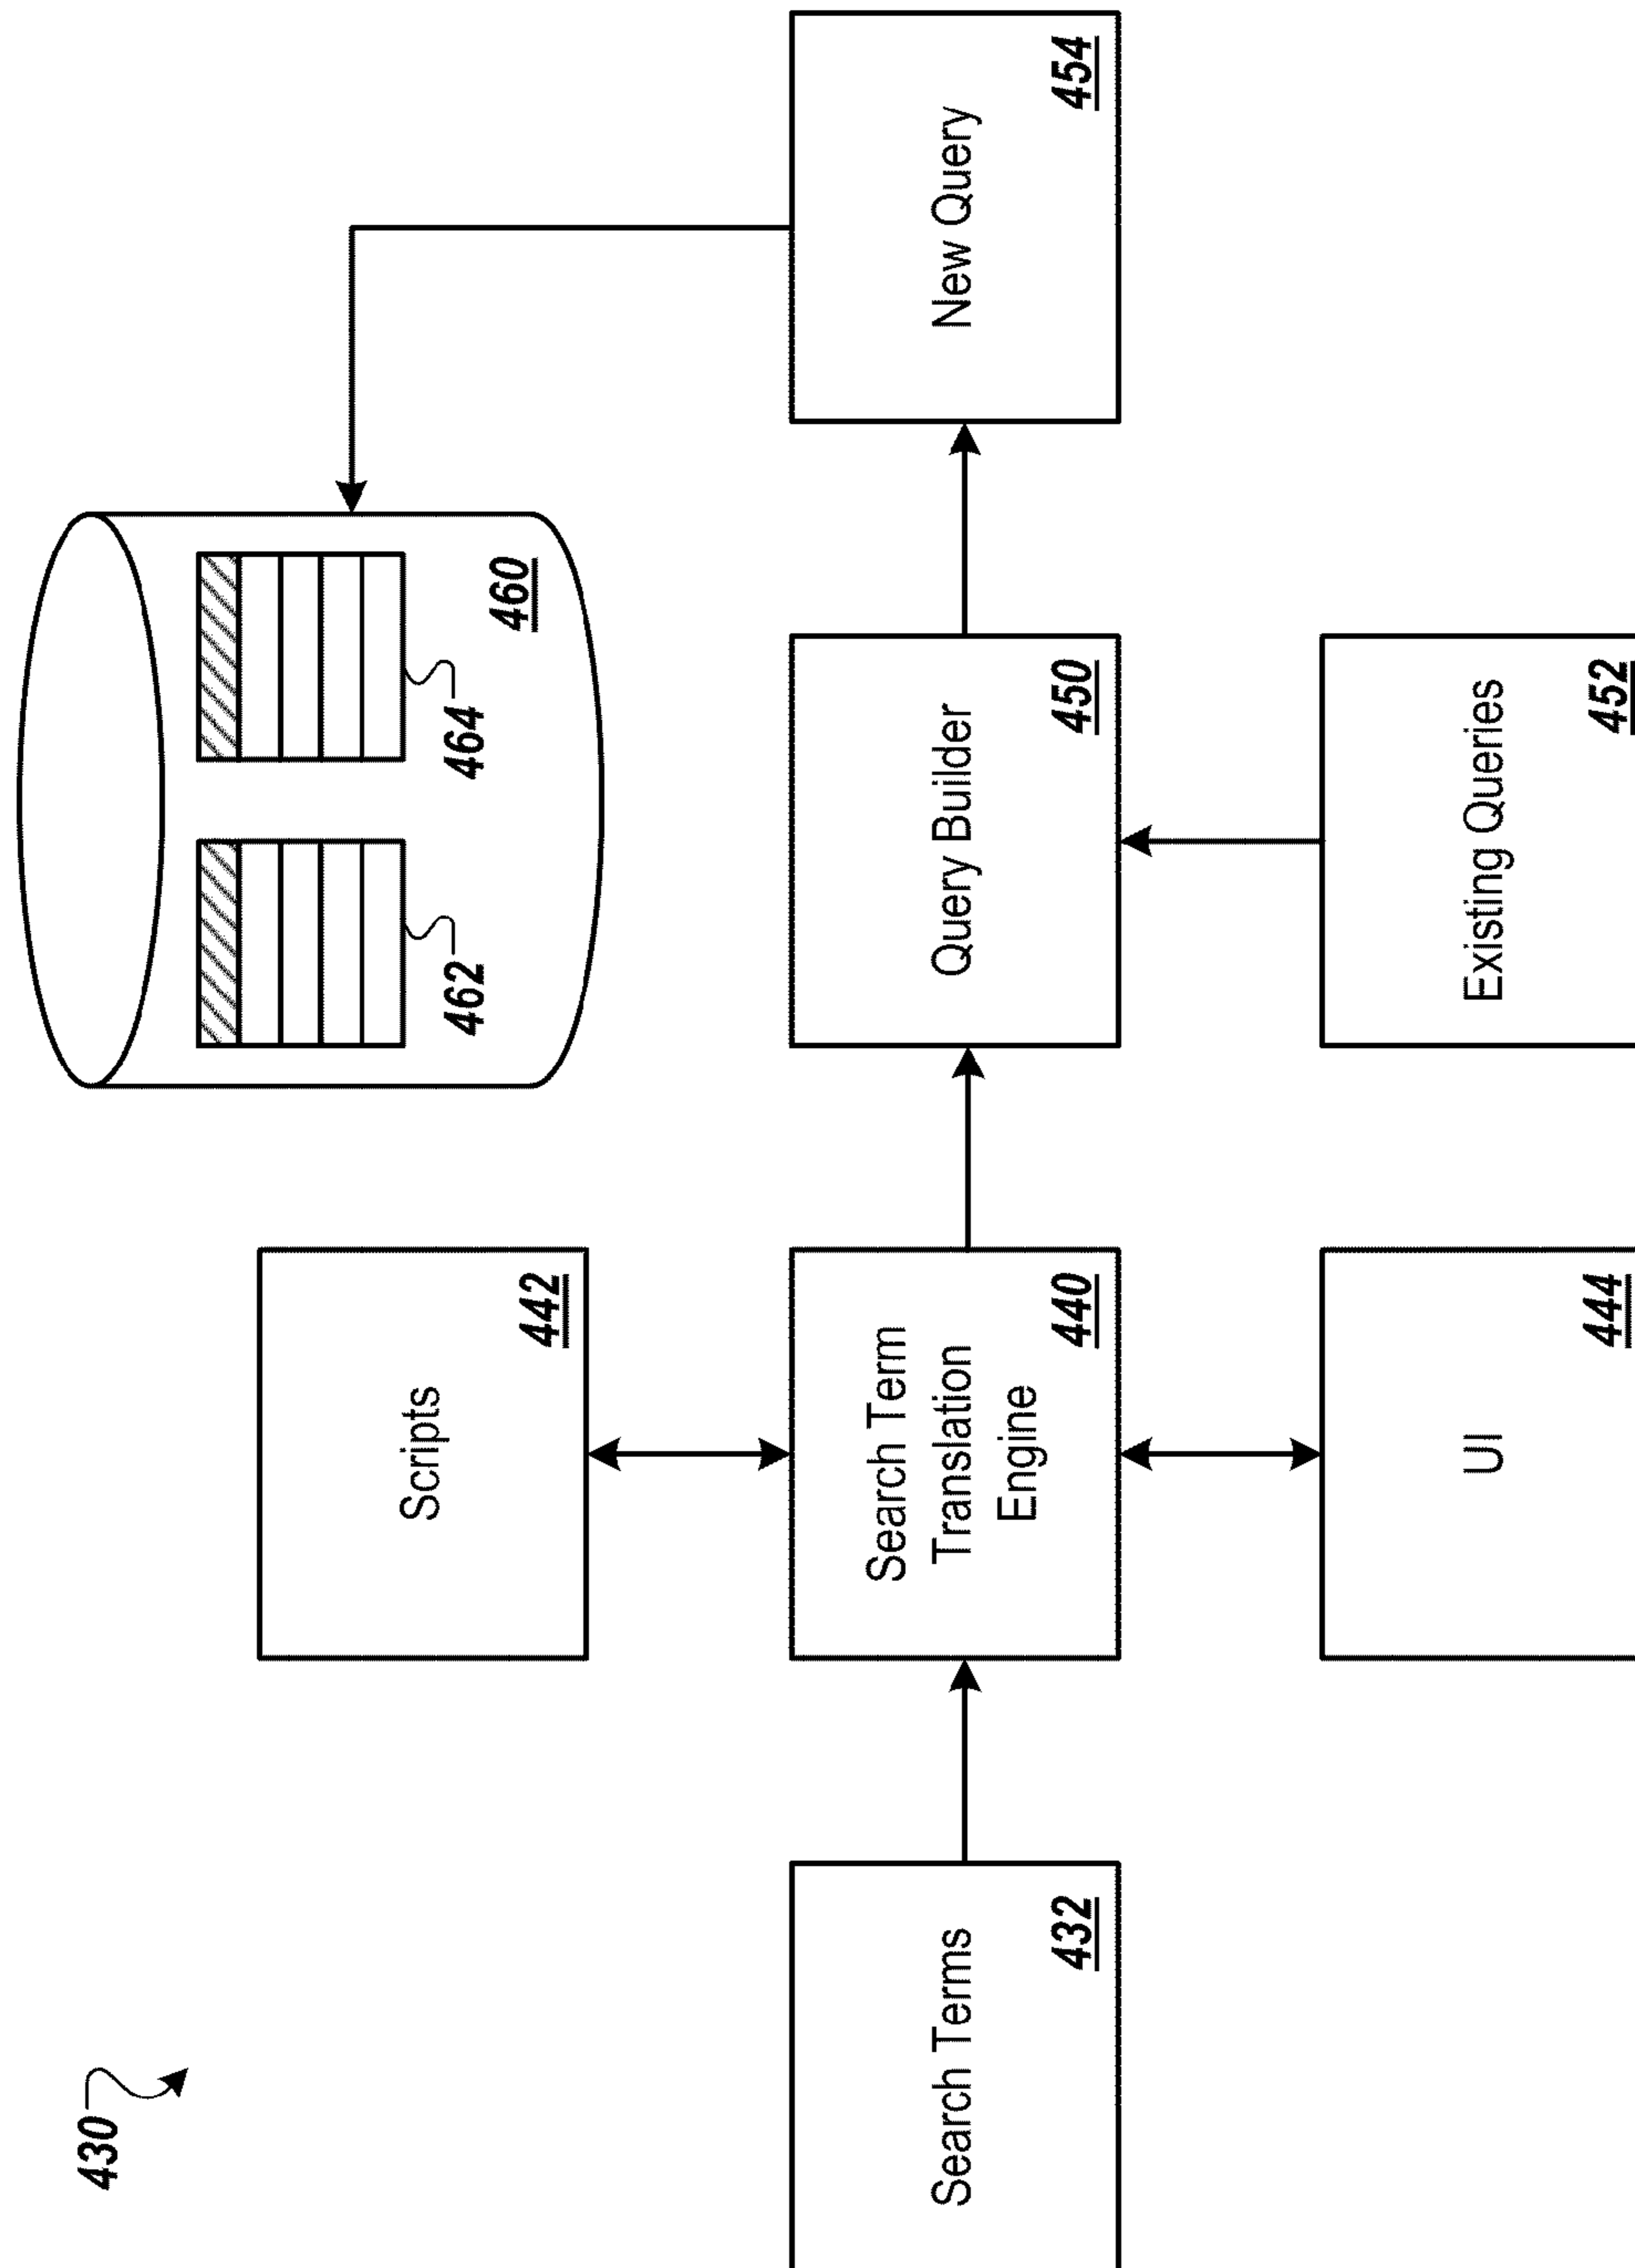 430
Scripts
442
462
464
460
Search Terms
432
Search Term
Translation
Engine
440
Query Builder
450
New Query
454
UI
444
Existing Queries
452